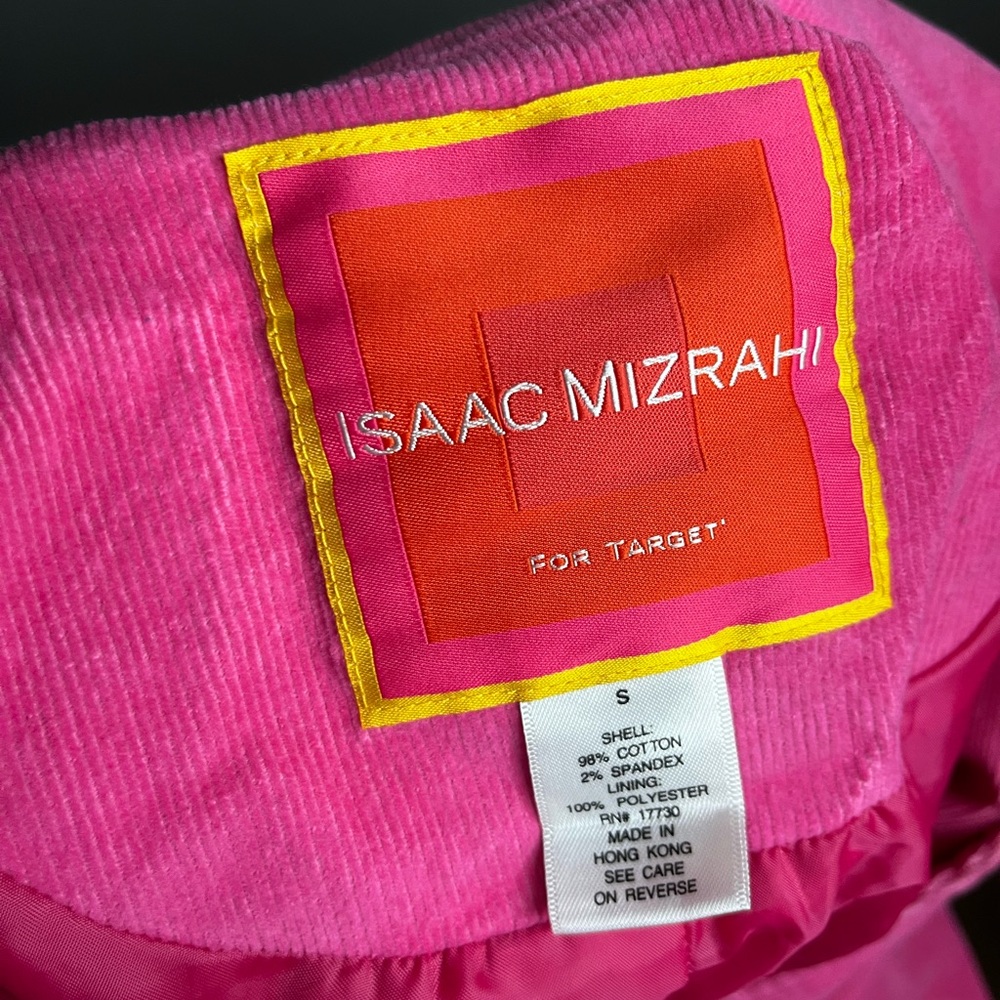 ISAAC MIZRAHI
FOR TARGET
S
SHELL:
98% COTTON
2% SPANDEX
LINING:
100% POLYESTER
RN# 17730
MADE IN
HONG KONG
SEE CARE
ON REVERSE